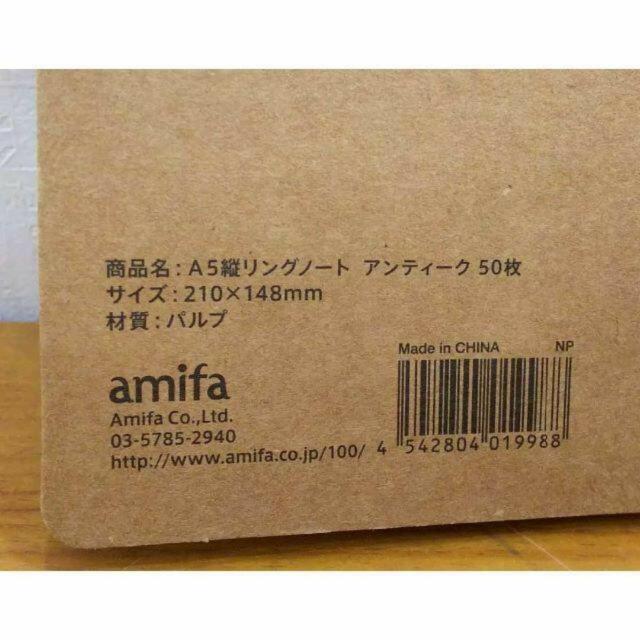 商品名:A5縦リングノート アンティーク 50枚
サイズ:210×148mm
材質:パルプ
Made in CHINA NP
amifa
Amifa Co.,Ltd.
03-5785-2940
http://www.amifa.co.jp/100/
4 542804 019988